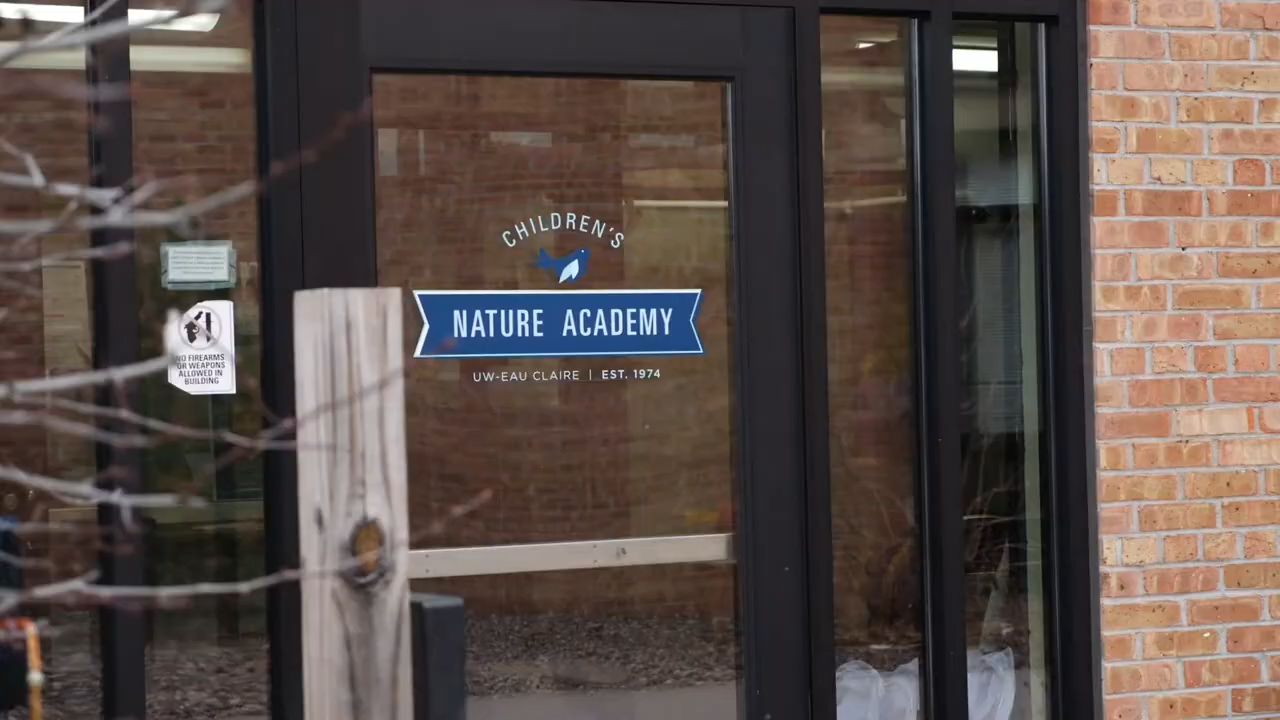 CHILDREN'S
NATURE ACADEMY
UW-EAU CLAIRE | EST. 1974
NO FIREARMS
OR WEAPONS
ALLOWED IN
BUILDING